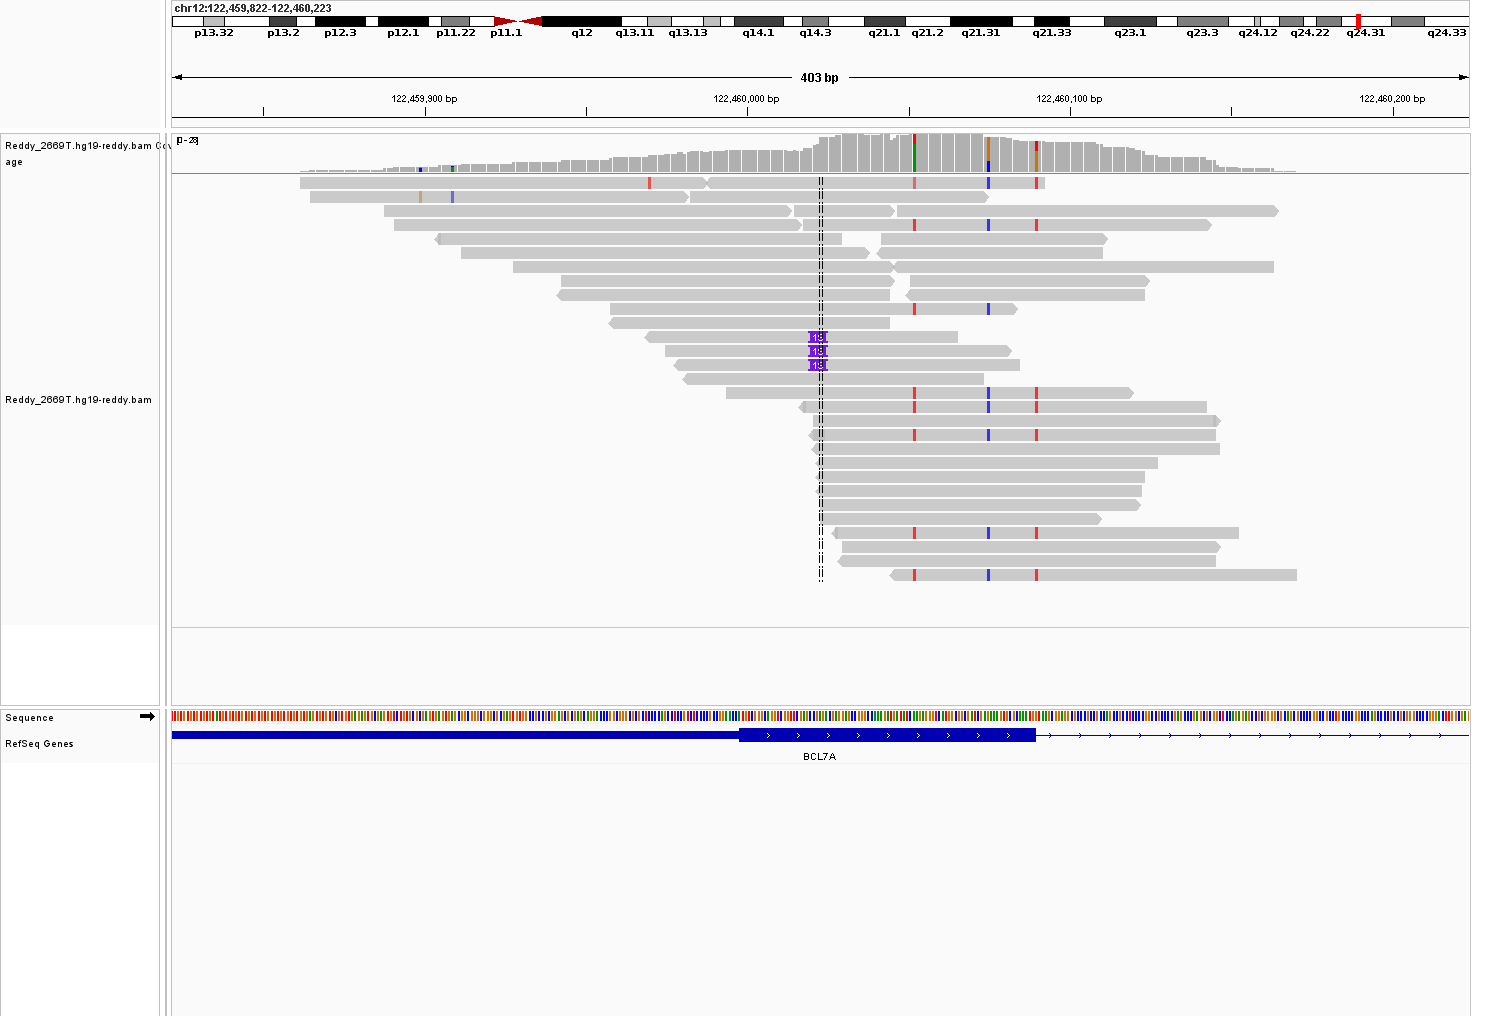 chr12:122,459,822-122,460,223
p13.32 p13.2 p12.3 p12.1 p11.22 p11.1 q12 q13.11 q13.13 q14.1 q14.3 q21.1 q21.2 q21.31 q21.33 q23.1 q23.3 q24.12 q24.22 q24.31 q24.33
403 bp
122,459,900 bp 122,460,000 bp 122,460,100 bp 122,460,200 bp
Reddy_2669T.hg19-reddy.bam Cov
age
[0 - 28]
Reddy_2669T.hg19-reddy.bam
Sequence
RefSeq Genes
BCL7A